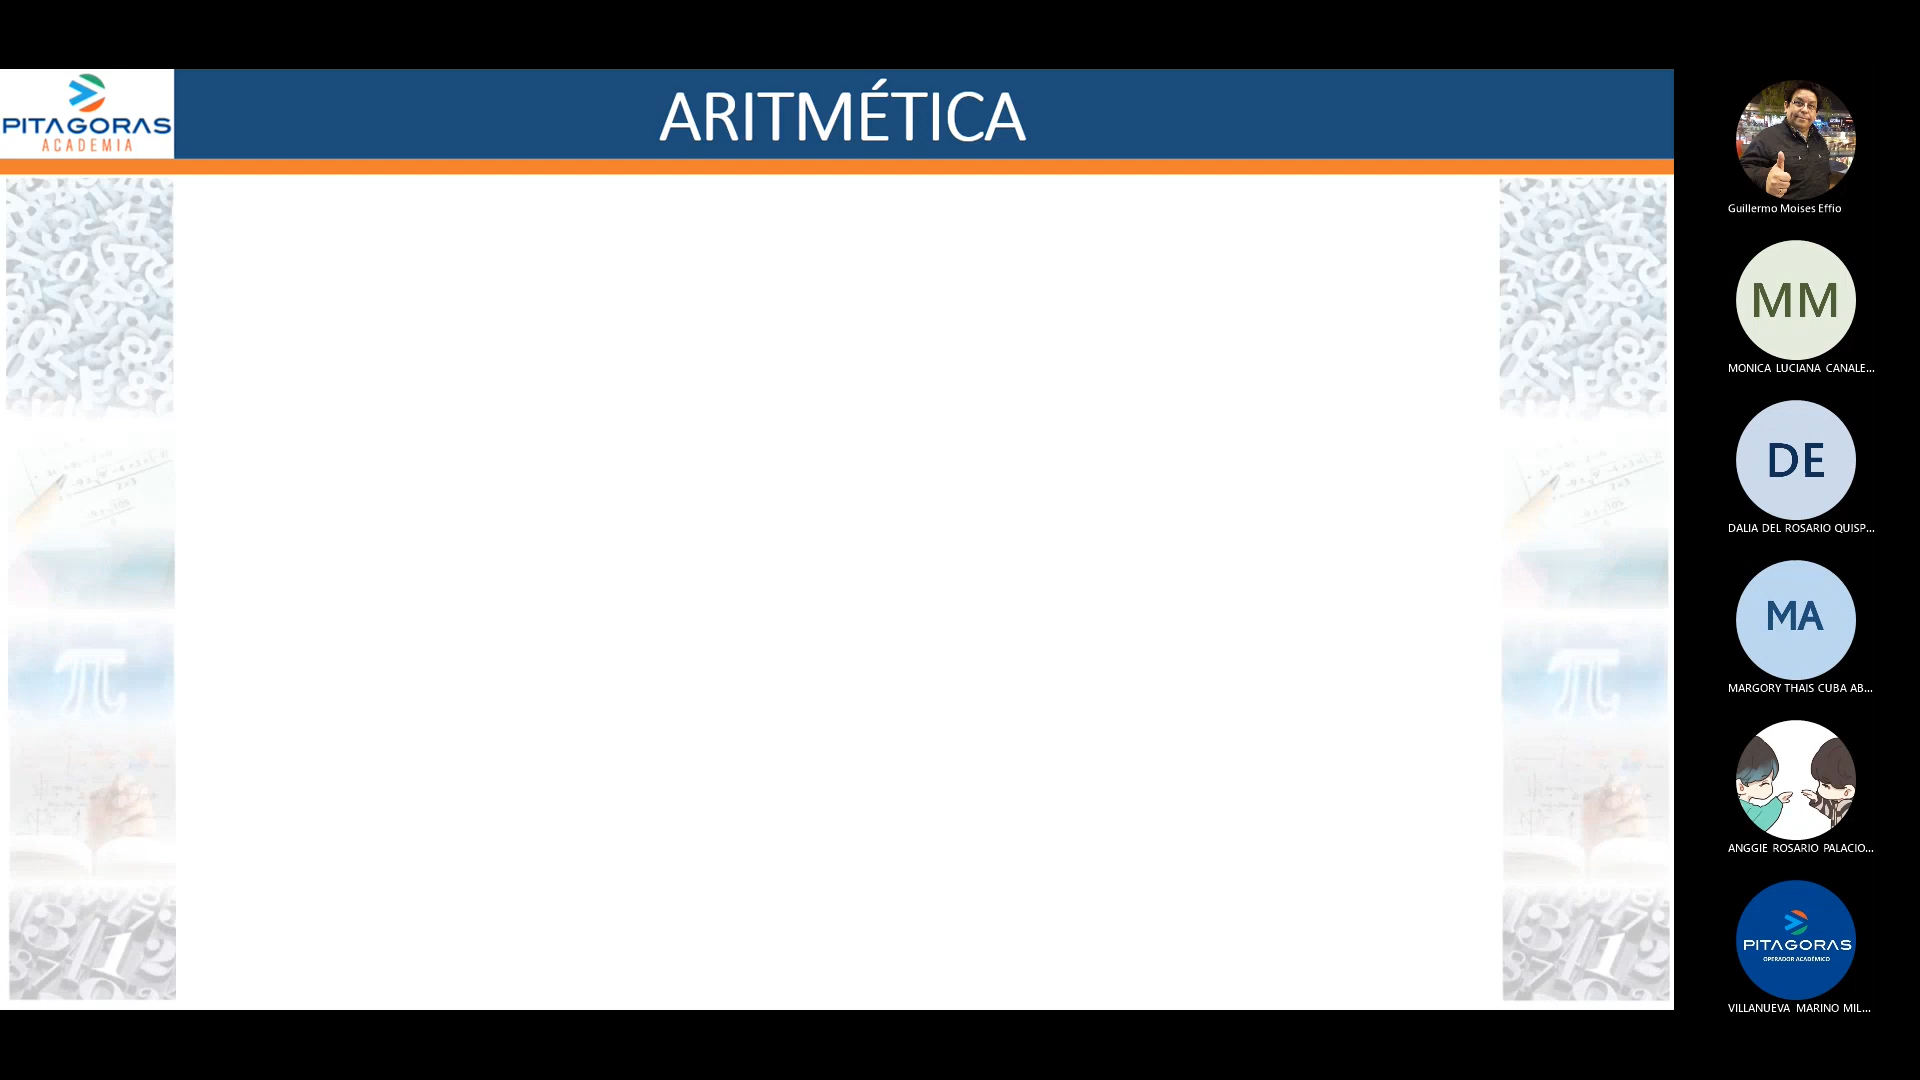 PITAGORAS
ACADEMIA
ARITMÉTICA
Guillermo Moises Effio
MM
MONICA LUCIANA CANALE...
DE
DALIA DEL ROSARIO QUISP...
MA
MARGORY THAIS CUBA AB...
ANGGIE ROSARIO PALACIO...
PITAGORAS
OPERADOR ACADÉMICO
VILLANUEVA MARINO MIL...